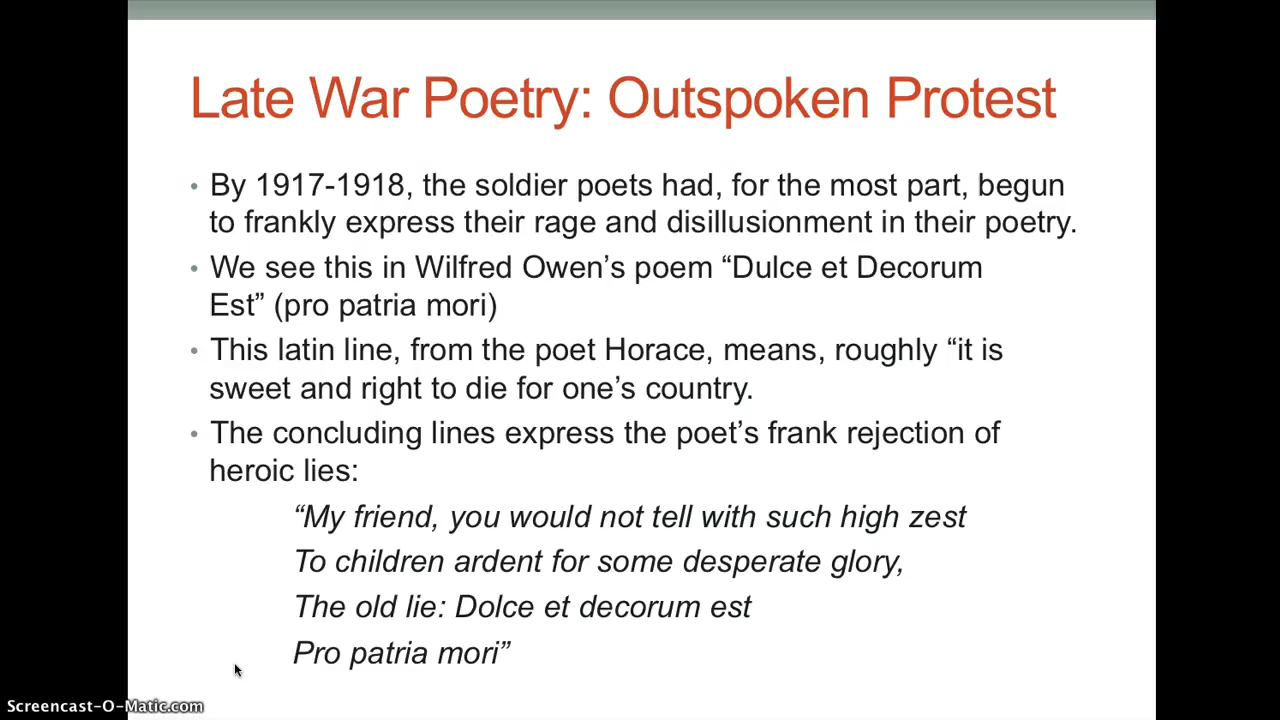 Late War Poetry: Outspoken Protest
• By 1917-1918, the soldier poets had, for the most part, begun
to frankly express their rage and disillusionment in their poetry.
• We see this in Wilfred Owen’s poem “Dulce et Decorum
Est” (pro patria mori)
• This latin line, from the poet Horace, means, roughly “it is
sweet and right to die for one’s country.
• The concluding lines express the poet’s frank rejection of
heroic lies:
“My friend, you would not tell with such high zest
To children ardent for some desperate glory,
The old lie: Dolce et decorum est
Pro patria mori”
Screencast-O-Matic.com